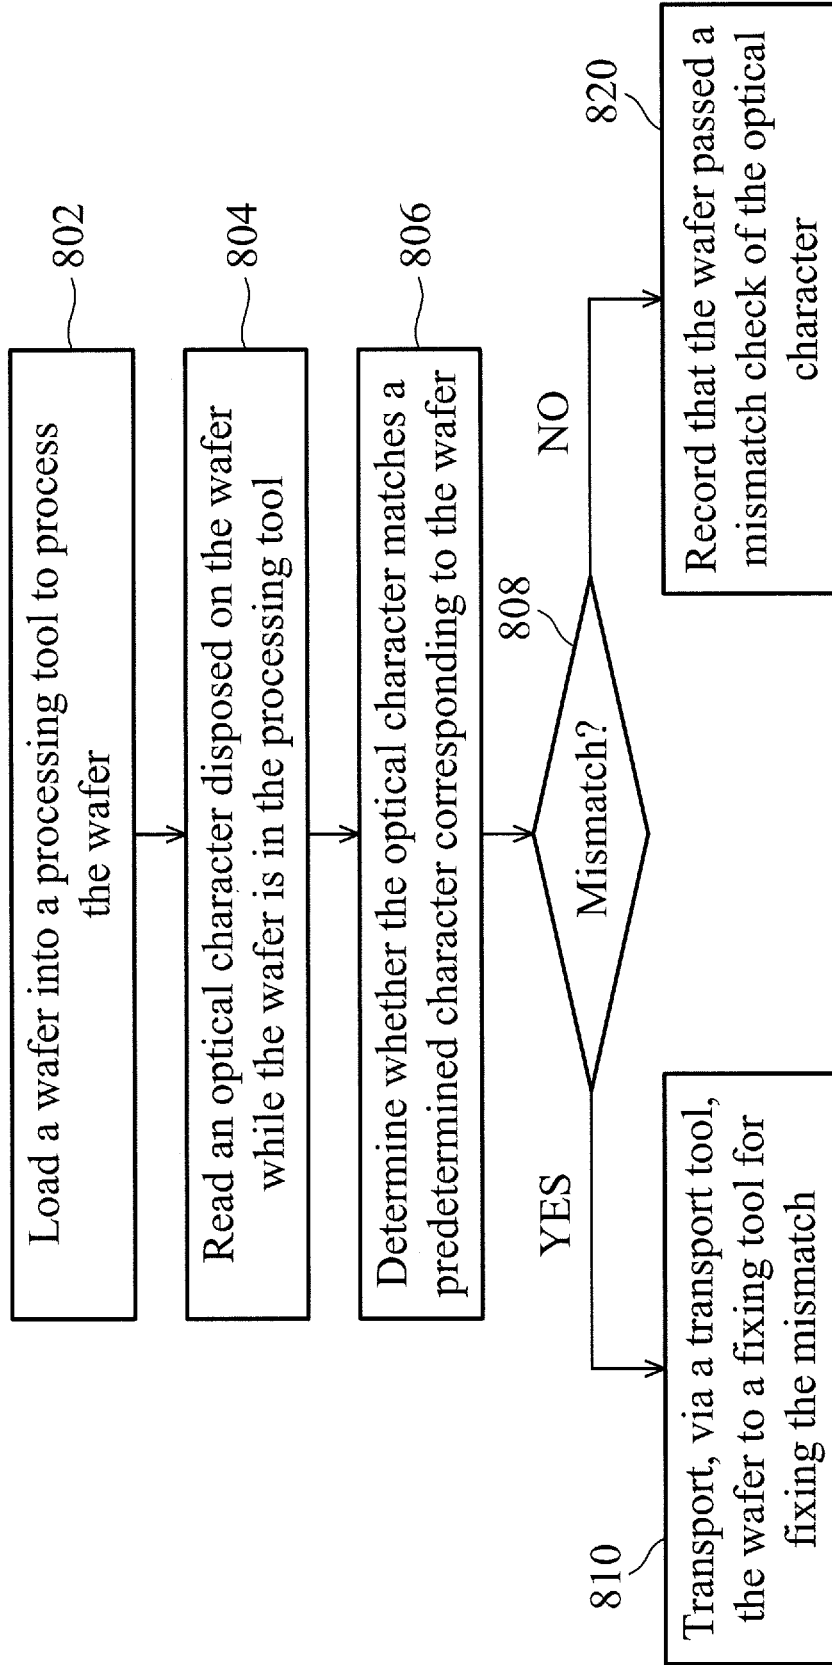 Load a wafer into a processing tool to process
the wafer
802
Read an optical character disposed on the wafer
while the wafer is in the processing tool
804
Determine whether the optical character matches a
predetermined character corresponding to the wafer
806
Mismatch?
808
YES
NO
810
Transport, via a transport tool,
the wafer to a fixing tool for
fixing the mismatch
820
Record that the wafer passed a
mismatch check of the optical
character